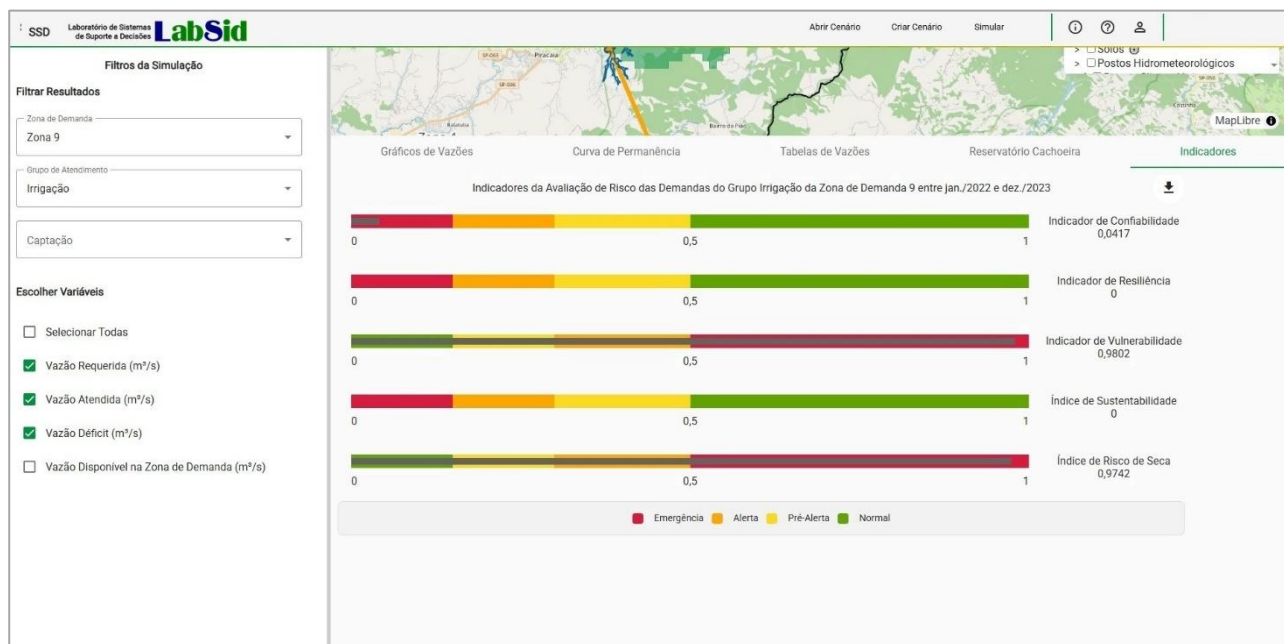 SSD
Laboratório de Sistemas
de Suporte a Decisões
LabSid
Abrir Cenário
Criar Cenário
Simular
Filtros da Simulação
Filtrar Resultados
Zona de Demanda
Zona 9
Grupo de Atendimento
Irrigação
Captação
Escolher Variáveis
Selecionar Todas
Vazão Requerida (m³/s)
Vazão Atendida (m³/s)
Vazão Déficit (m³/s)
Vazão Disponível na Zona de Demanda (m³/s)
Piracaia
SP-036
> Solos
> Postos Hidrometeorológicos
MapLibre
Gráficos de Vazões
Curva de Permanência
Tabelas de Vazões
Reservatório Cachoeira
Indicadores
Indicadores da Avaliação de Risco das Demandas do Grupo Irrigação da Zona de Demanda 9 entre jan./2022 e dez./2023
0 0,5 1
Indicador de Confiabilidade
0,0417
0 0,5 1
Indicador de Resiliência
0
0 0,5 1
Indicador de Vulnerabilidade
0,9802
0 0,5 1
Índice de Sustentabilidade
0
0 0,5 1
Índice de Risco de Seca
0,9742
Emergência Alerta Pré-Alerta Normal